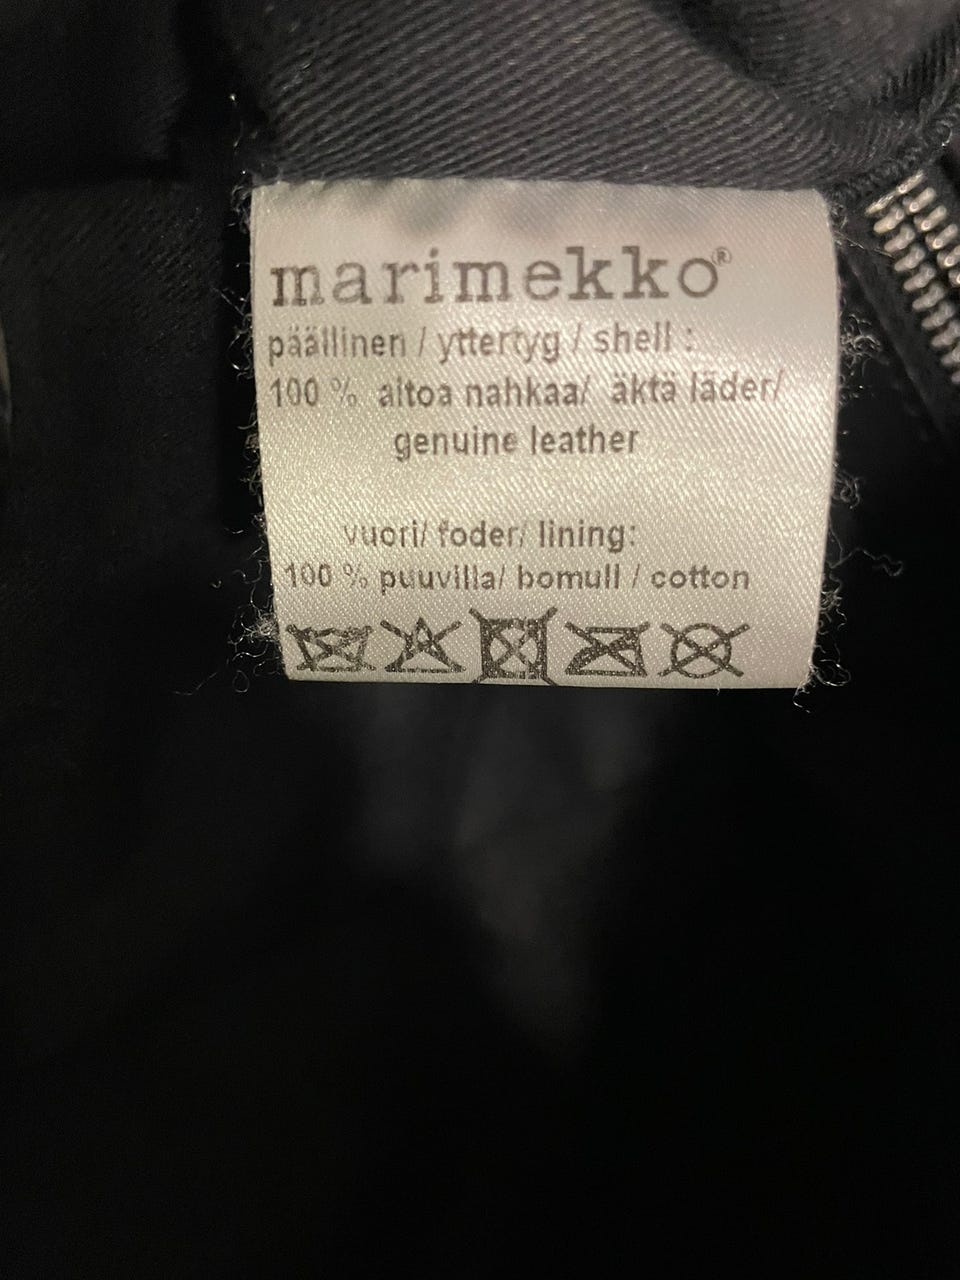 marimekko®
päällinen / yttertyg / shell :
100 % aitoa nahkaa/ äktä läder/
genuine leather
vuori/ foder/ lining:
100 % puuvilla/ bomull / cotton